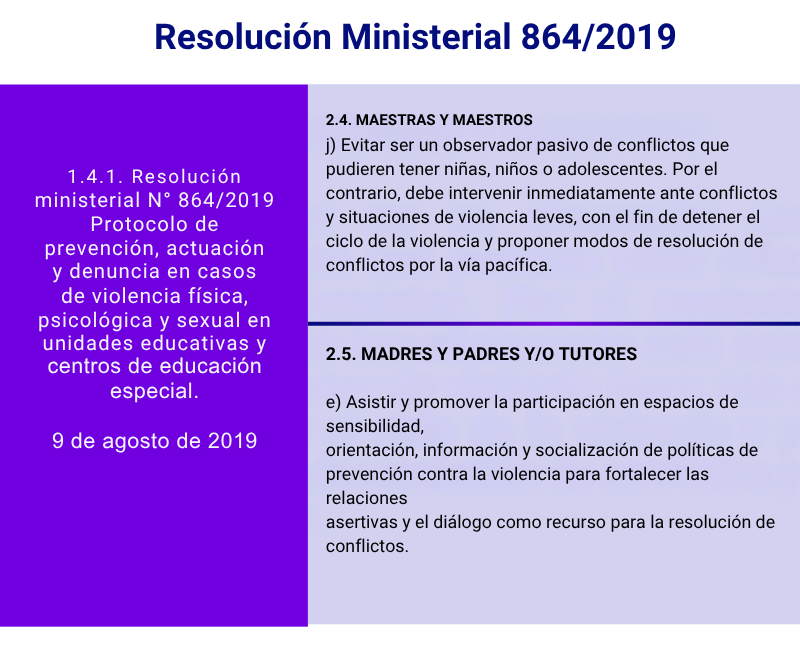 Resolución Ministerial 864/2019
1.4.1. Resolución
ministerial N° 864/2019
Protocolo de
prevención, actuación
y denuncia en casos
de violencia física,
psicológica y sexual en
unidades educativas y
centros de educación
especial.
9 de agosto de 2019
2.4. MAESTRAS Y MAESTROS
j) Evitar ser un observador pasivo de conflictos que
pudieren tener niñas, niños o adolescentes. Por el
contrario, debe intervenir inmediatamente ante conflictos
y situaciones de violencia leves, con el fin de detener el
ciclo de la violencia y proponer modos de resolución de
conflictos por la vía pacífica.
2.5. MADRES Y PADRES Y/O TUTORES
e) Asistir y promover la participación en espacios de
sensibilidad,
orientación, información y socialización de políticas de
prevención contra la violencia para fortalecer las
relaciones
asertivas y el diálogo como recurso para la resolución de
conflictos.